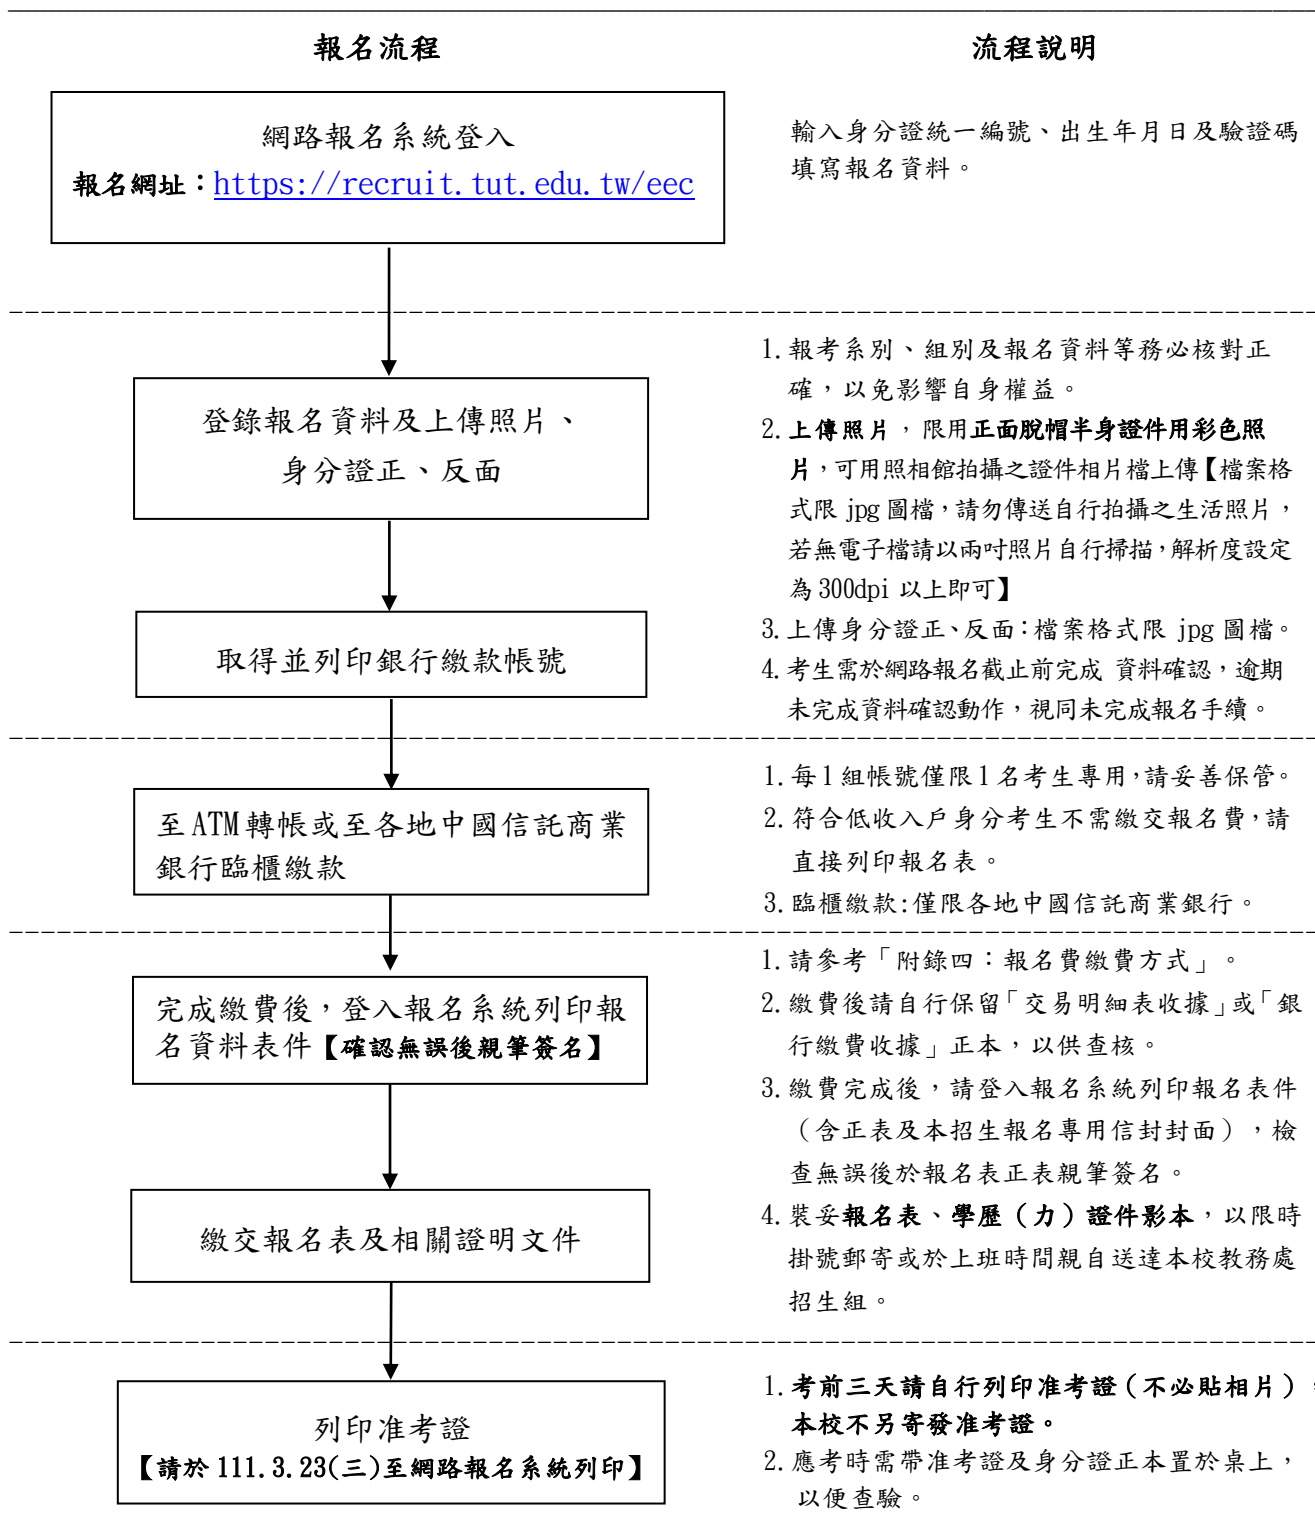 報名流程
流程說明
網路報名系統登入
報名網址：https://recruit.tut.edu.tw/eec
輸入身分證統一編號、出生年月日及驗證碼
填寫報名資料。
登錄報名資料及上傳照片、
身分證正、反面
取得並列印銀行繳款帳號
1.報考系別、組別及報名資料等務必核對正
確，以免影響自身權益。
2.上傳照片，限用正面脫帽半身證件用彩色照
片，可用照相館拍攝之證件相片檔上傳【檔案格
式限 jpg 圖檔，請勿傳送自行拍攝之生活照片，
若無電子檔請以兩吋照片自行掃描，解析度設定
為 300dpi 以上即可】
3.上傳身分證正、反面：檔案格式限 jpg 圖檔。
4.考生需於網路報名截止前完成 資料確認，逾期
未完成資料確認動作，視同未完成報名手續。
至 ATM 轉帳或至各地中國信託商業
銀行臨櫃繳款
1.每 1 組帳號僅限 1 名考生專用，請妥善保管。
2.符合低收入戶身分考生不需繳交報名費，請
直接列印報名表。
3.臨櫃繳款:僅限各地中國信託商業銀行。
完成繳費後，登入報名系統列印報
名資料表件【確認無誤後親筆簽名】
繳交報名表及相關證明文件
1.請參考「附錄四：報名費繳費方式」。
2.繳費後請自行保留「交易明細表收據」或「銀
行繳費收據」正本，以供查核。
3.繳費完成後，請登入報名系統列印報名表件
（含正表及本招生報名專用信封封面），檢
查無誤後於報名表正表親筆簽名。
4.裝妥報名表、學歷（力）證件影本，以限時
掛號郵寄或於上班時間親自送達本校教務處
招生組。
列印准考證
【請於 111.3.23(三)至網路報名系統列印】
1.考前三天請自行列印准考證（不必貼相片），
本校不另寄發准考證。
2.應考時需帶准考證及身分證正本置於桌上，
以便查驗。